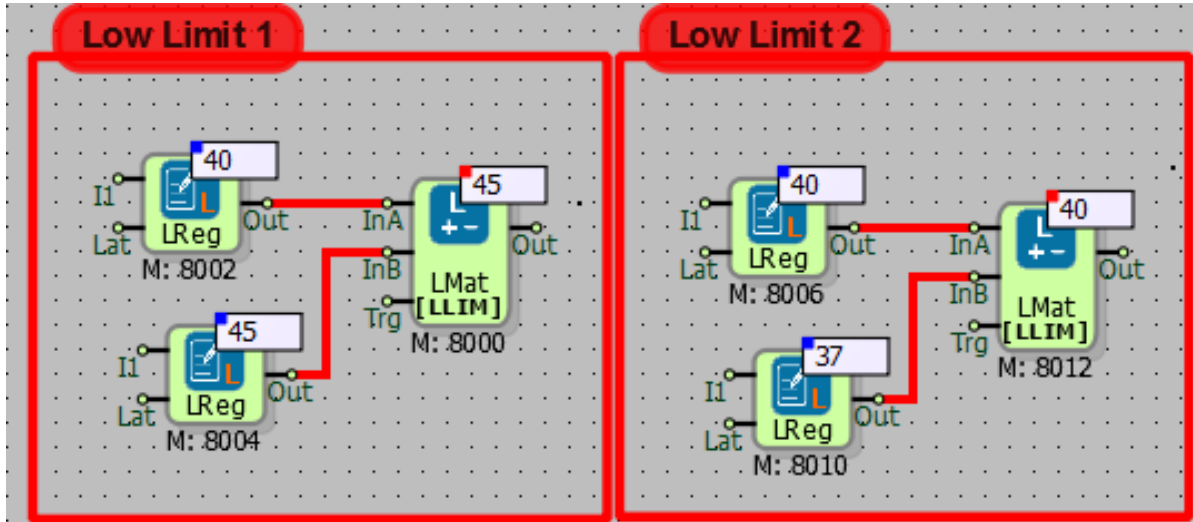 Low Limit 1
40
I1
Lat
Out
L
LReg
M: 8002
45
I1
Lat
Out
L
LReg
M: 8004
45
InA
InB
Trg
Out
L
+ -
LMat
[LLIM]
M: 8000
Low Limit 2
40
I1
Lat
Out
L
LReg
M: 8006
37
I1
Lat
Out
L
LReg
M: 8010
40
InA
InB
Trg
Out
L
+ -
LMat
[LLIM]
M: 8012